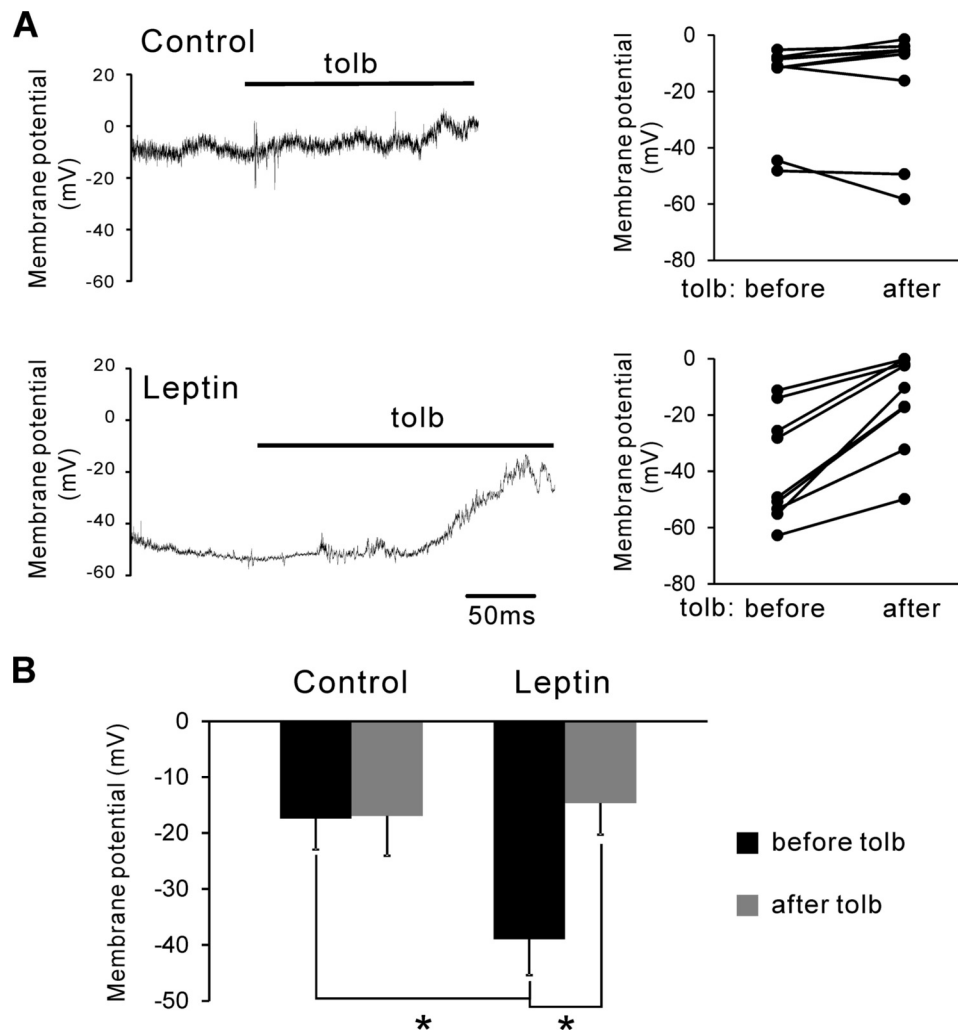 A
Control
tolb
20
0
-20
-40
-60
Membrane potential
(mV)
0
-20
-40
-60
-80
Membrane potential
(mV)
tolb: before after
Leptin
tolb
20
0
-20
-40
-60
Membrane potential
(mV)
50ms
0
-20
-40
-60
-80
Membrane potential
(mV)
tolb: before after
B
Control Leptin
0
-10
-20
-30
-40
-50
Membrane potential (mV)
before tolb
after tolb
* *